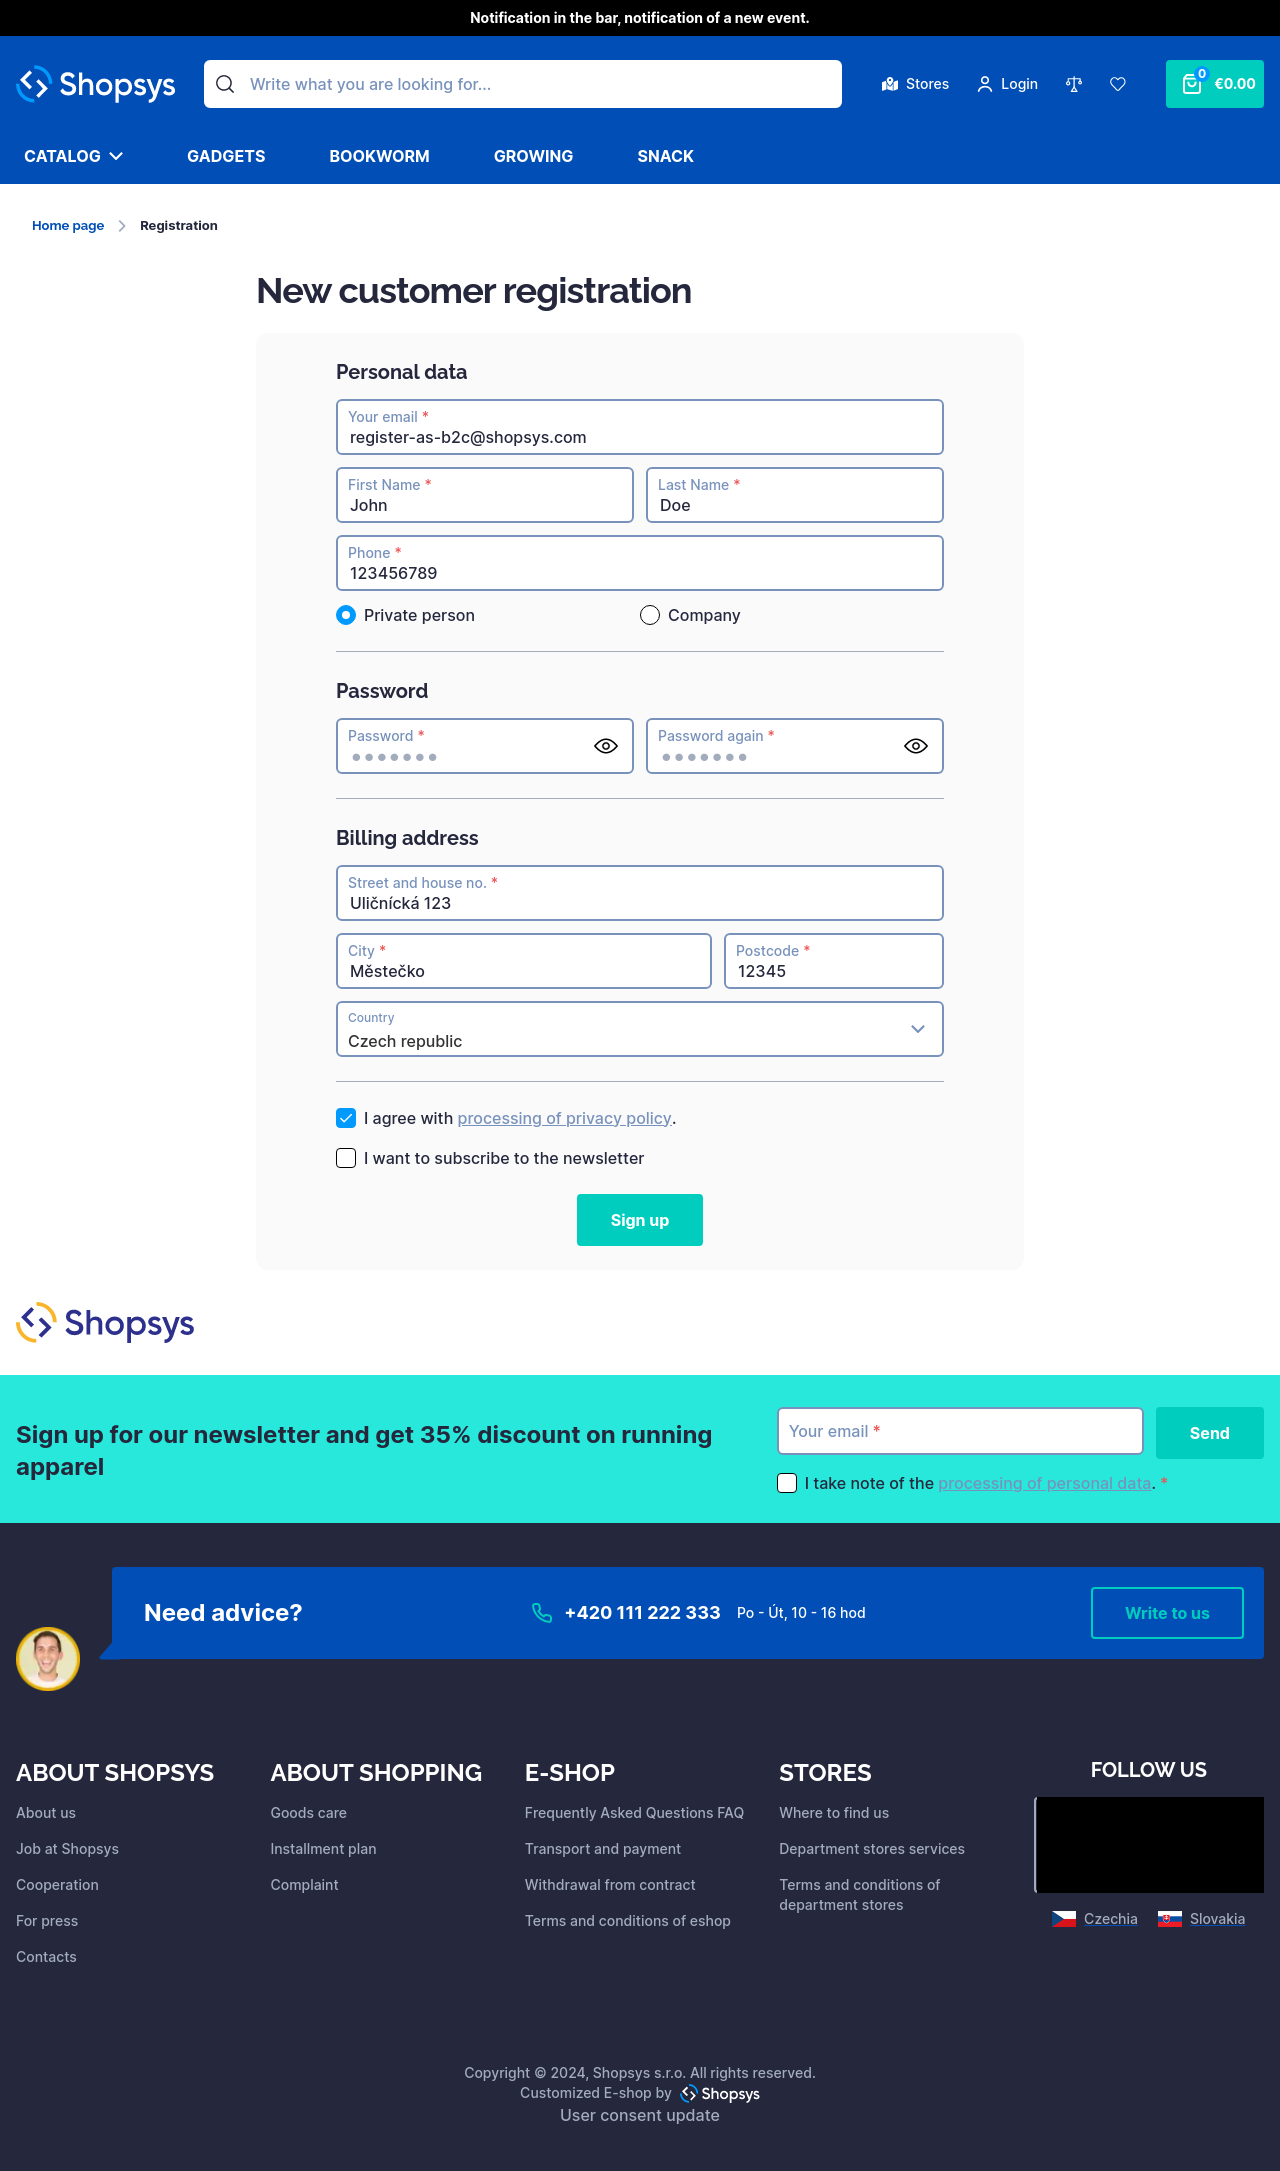 Notification in the bar, notification of a new event.
Shopsys
Write what you are looking for...
Stores
Login
0
€0.00
CATALOG
GADGETS
BOOKWORM
GROWING
SNACK
Home page
Registration
New customer registration
Personal data
Your email *
register-as-b2c@shopsys.com
First Name *
John
Last Name *
Doe
Phone *
123456789
Private person
Company
Password
Password *
Password again *
Billing address
Street and house no. *
Uličnícká 123
City *
Městečko
Postcode *
12345
Country
Czech republic
I agree with processing of privacy policy.
I want to subscribe to the newsletter
Sign up
Shopsys
Sign up for our newsletter and get 35% discount on running
apparel
Your email *
Send
I take note of the processing of personal data. *
Need advice?
+420 111 222 333
Po - Út, 10 - 16 hod
Write to us
ABOUT SHOPSYS
About us
Job at Shopsys
Cooperation
For press
Contacts
ABOUT SHOPPING
Goods care
Installment plan
Complaint
E-SHOP
Frequently Asked Questions FAQ
Transport and payment
Withdrawal from contract
Terms and conditions of eshop
STORES
Where to find us
Department stores services
Terms and conditions of
department stores
FOLLOW US
Czechia
Slovakia
Copyright © 2024, Shopsys s.r.o. All rights reserved.
Customized E-shop by Shopsys
User consent update